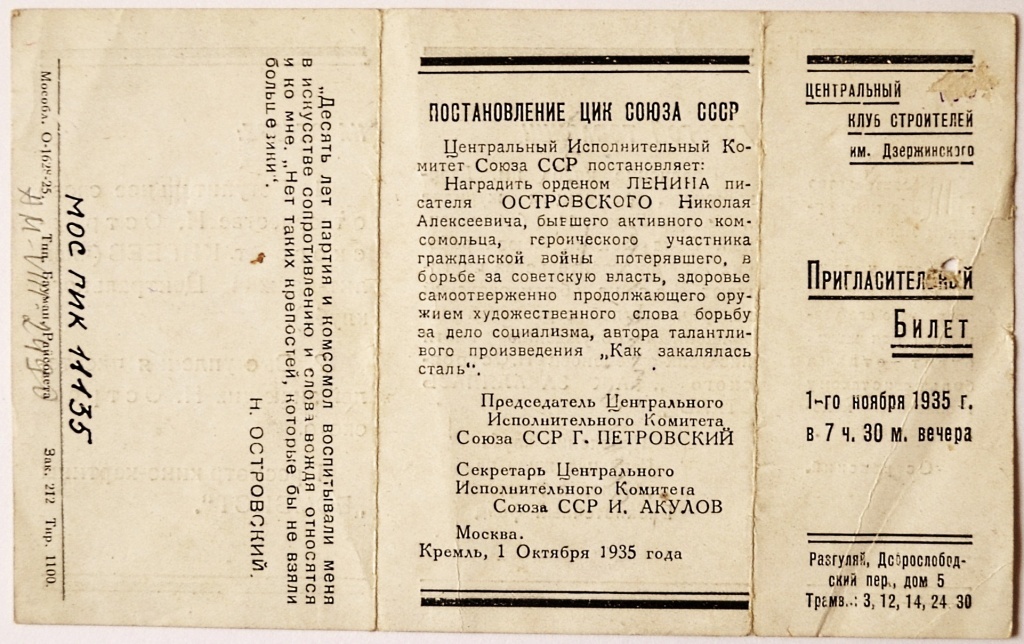 „Десять лет партия и комсомол воспитывали меня
в искусстве сопротивлению и слова вождя относятся
и ко мне. „Нет таких крепостей, которые бы не взяли
большевики".
Н. ОСТРОВСКИЙ.
МОС ПИК 11135
Мособл. О-1628-25. Тип. Бауман. Райсовета Зак. 212 Тир. 1100.
ПОСТАНОВЛЕНИЕ ЦИК СОЮЗА СССР
Центральный Исполнительный Ко-
митет Союза ССР постановляет:
Наградить орденом ЛЕНИНА пи-
сателя ОСТРОВСКОГО Николая
Алексеевича, бывшего активного ком-
сомольца, героического участника
гражданской войны потерявшего, в
борьбе за советскую власть, здоровье
самоотверженно продолжающего ору-
жием художественного слова борьбу
за дело социализма, автора талантли-
вого произведения „Как закалялась
сталь".
Председатель Центрального
Исполнительного Комитета
Союза ССР Г. ПЕТРОВСКИЙ
Секретарь Центрального
Исполнительного Комитета
Союза ССР И. АКУЛОВ
Москва.
Кремль, 1 Октября 1935 года
ЦЕНТРАЛЬНЫЙ
КЛУБ СТРОИТЕЛЕЙ
им. Дзержинского
ПРИГЛАСИТЕЛЬНЫЙ
БИЛЕТ
1-го ноября 1935 г.
в 7 ч. 30 м. вечера
Разгуляй, Доброслобод-
ский пер., дом 5
Трамв.: 3, 12, 14, 24 30